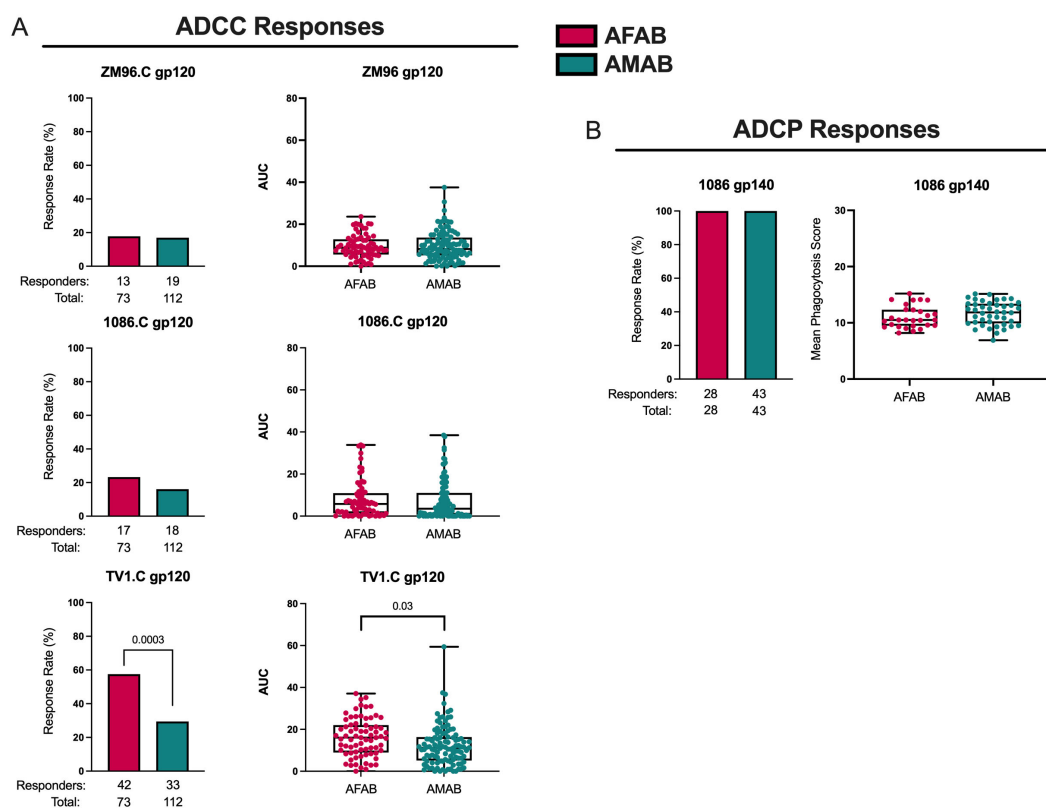 A
ADCC Responses
AFAB
AMAB
ZM96.C gp120
Response Rate (%)
100
80
60
40
20
0
Responders: 13 19
Total: 73 112
ZM96 gp120
AUC
80
60
40
20
0
AFAB AMAB
1086.C gp120
Response Rate (%)
100
80
60
40
20
0
Responders: 17 18
Total: 73 112
1086.C gp120
AUC
80
60
40
20
0
AFAB AMAB
TV1.C gp120
Response Rate (%)
100
80
60
40
20
0
0.0003
Responders: 42 33
Total: 73 112
TV1.C gp120
AUC
80
60
40
20
0
0.03
AFAB AMAB
B
ADCP Responses
1086 gp140
Response Rate (%)
100
80
60
40
20
0
Responders: 28 43
Total: 28 43
1086 gp140
Mean Phagocytosis Score
30
20
10
0
AFAB AMAB